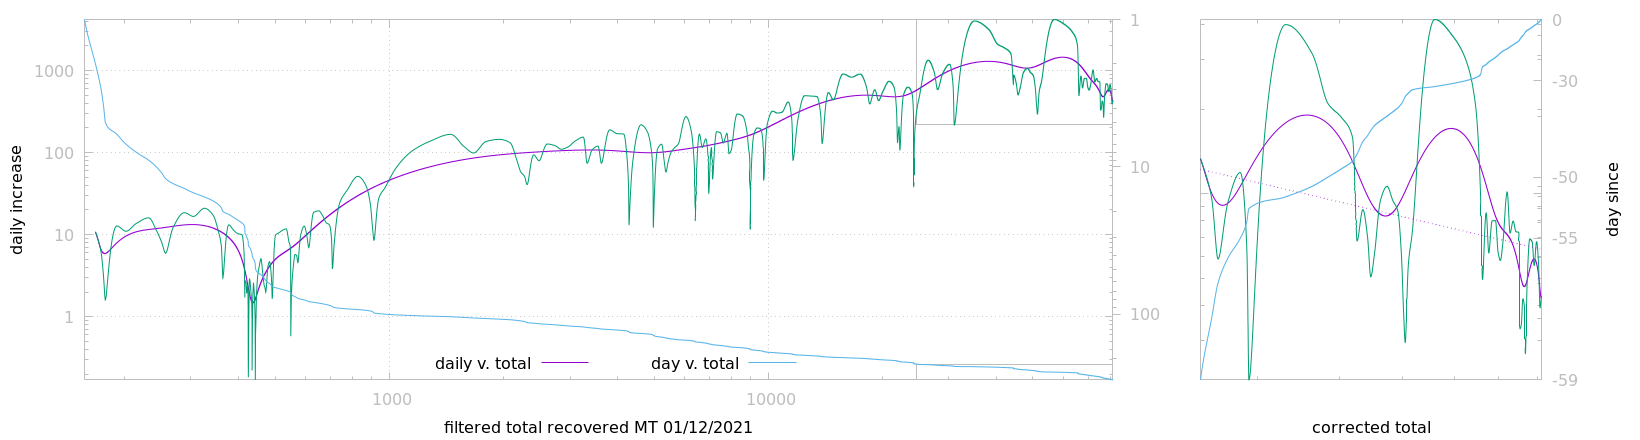 daily increase
1000
100
10
1
1000
10000
1
10
100
daily v. total
day v. total
filtered total recovered MT 01/12/2021
0
-30
-50
-55
-59
day since
corrected total